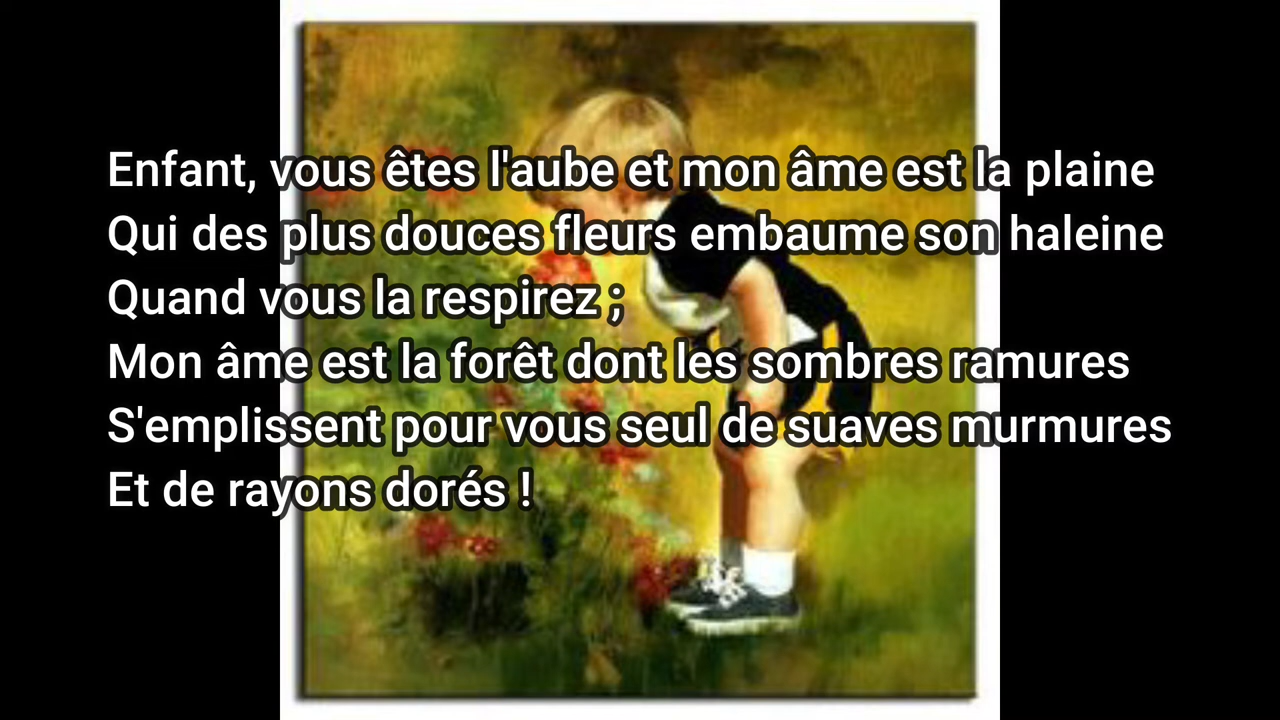 Enfant, vous êtes l'aube et mon âme est la plaine
Qui des plus douces fleurs embaume son haleine
Quand vous la respirez ;
Mon âme est la forêt dont les sombres ramures
S'emplissent pour vous seul de suaves murmures
Et de rayons dorés !